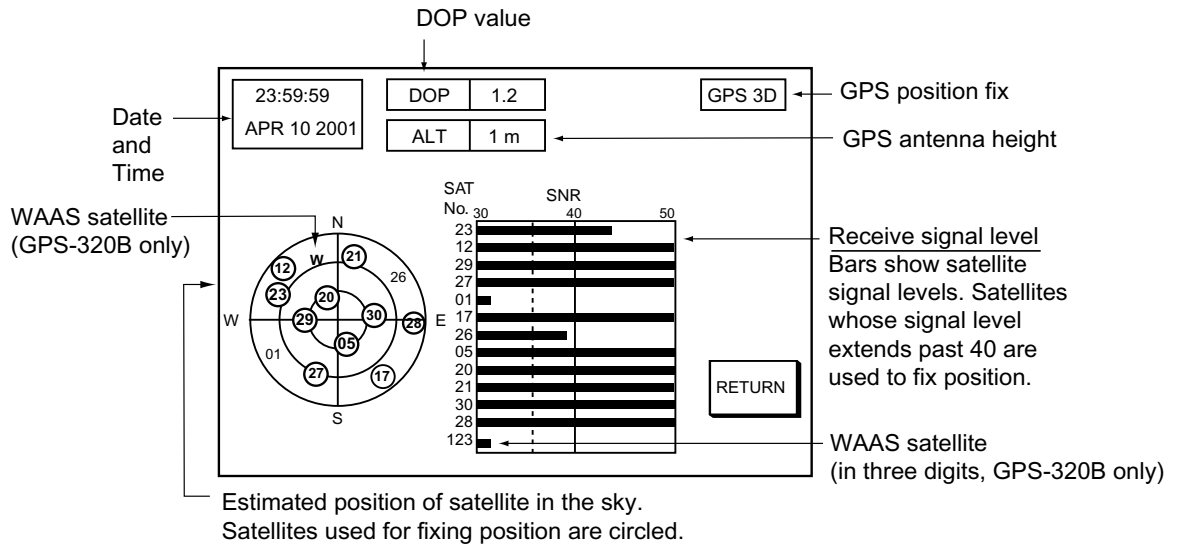 DOP value
23:59:59
APR 10 2001
DOP 1.2
ALT 1 m
GPS 3D
GPS position fix
GPS antenna height
Date
and
Time
WAAS satellite
(GPS-320B only)
N
W
E
S
W
12
21
26
23
20
29
30
28
05
01
27
17
SAT
No.
SNR
30 40 50
23
12
29
27
01
17
26
05
20
21
30
28
123
Receive signal level
Bars show satellite
signal levels. Satellites
whose signal level
extends past 40 are
used to fix position.
RETURN
WAAS satellite
(in three digits, GPS-320B only)
Estimated position of satellite in the sky.
Satellites used for fixing position are circled.